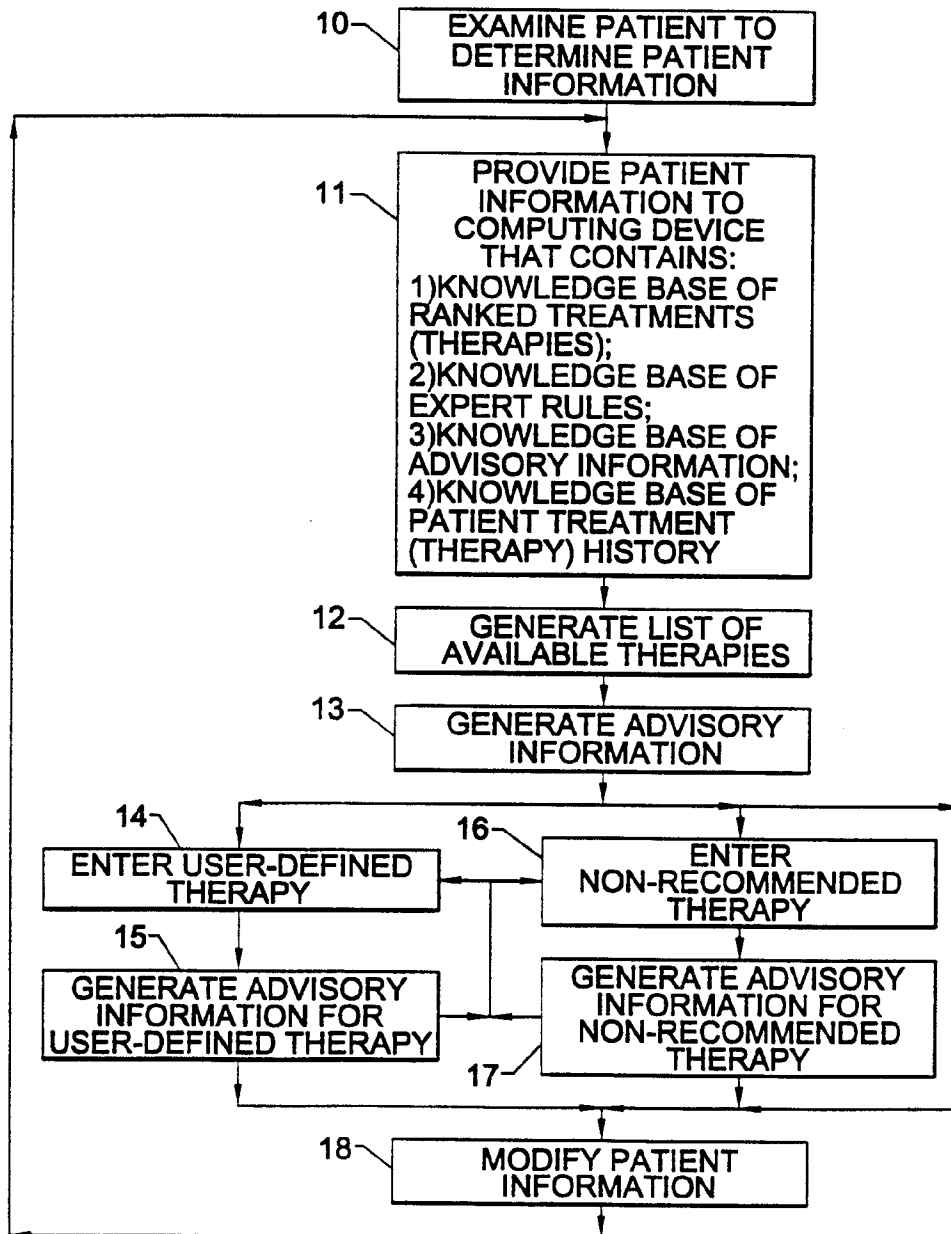 10
EXAMINE PATIENT TO
DETERMINE PATIENT
INFORMATION
11
PROVIDE PATIENT
INFORMATION TO
COMPUTING DEVICE
THAT CONTAINS:
1)KNOWLEDGE BASE OF
RANKED TREATMENTS
(THERAPIES);
2)KNOWLEDGE BASE OF
EXPERT RULES;
3)KNOWLEDGE BASE OF
ADVISORY INFORMATION;
4)KNOWLEDGE BASE OF
PATIENT TREATMENT
(THERAPY) HISTORY
12
GENERATE LIST OF
AVAILABLE THERAPIES
13
GENERATE ADVISORY
INFORMATION
14
ENTER USER-DEFINED
THERAPY
16
ENTER
NON-RECOMMENDED
THERAPY
15
GENERATE ADVISORY
INFORMATION FOR
USER-DEFINED THERAPY
GENERATE ADVISORY
INFORMATION FOR
NON-RECOMMENDED
THERAPY
17
18
MODIFY PATIENT
INFORMATION